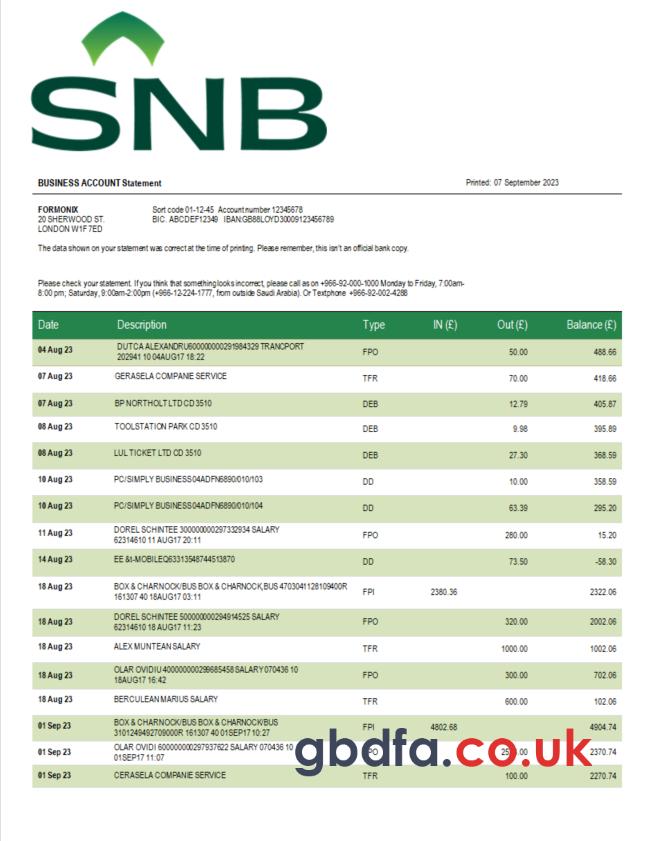 SNB
BUSINESS ACCOUNT Statement Printed: 07 September 2023
FORMONIX Sort code 01-12-45 Account number 12345678
20 SHERWOOD ST. BIC. ABCDEF12349 IBAN:GB88LOYD30009123456789
LONDON W1F7ED
The data shown on your statement was correct at the time of printing. Please remember, this isn't an official bank copy.
Please check your statement. If you think that something looks incorrect, please call as on +966-92-000-1000 Monday to Friday, 7:00am-
8:00 pm; Saturday, 9:00am-2:00pm (+966-12-224-1777, from outside Saudi Arabia). Or Textphone +966-92-002-4288
Date Description Type IN (£) Out (£) Balance (£)
04 Aug 23 DUTCA ALEXANDRU600000000291984329 TRANCPORT
202941 10 04AUG17 18:22 FPO 50.00 488.66
07 Aug 23 GERASELA COMPANIE SERVICE TFR 70.00 418.66
07 Aug 23 BP NORTHOLT LTD CD 3510 DEB 12.79 405.87
08 Aug 23 TOOLSTATION PARK CD 3510 DEB 9.98 395.89
08 Aug 23 LUL TICKET LTD CD 3510 DEB 27.30 368.59
10 Aug 23 PC/SIMPLY BUSINESS04ADFN6890/010/103 DD 10.00 358.59
10 Aug 23 PC/SIMPLY BUSINESS04ADFN6890/010/104 DD 63.39 295.20
11 Aug 23 DOREL SCHINTEE 300000000297332934 SALARY
62314610 11 AUG17 20:11 FPO 280.00 15.20
14 Aug 23 EE &t-MOBILEQ63313548744513870 DD 73.50 -58.30
18 Aug 23 BOX & CHARNOCK/BUS BOX & CHARNOCK,BUS 4703041128109400R
161307 40 18AUG17 03:11 FPI 2380.36 2322.06
18 Aug 23 DOREL SCHINTEE 500000000294914525 SALARY
62314610 18 AUG17 11:23 FPO 320.00 2002.06
18 Aug 23 ALEX MUNTEAN SALARY TFR 1000.00 1002.06
18 Aug 23 OLAR OVIDIU 400000000299685458 SALARY 070436 10
18AUG17 16:42 FPO 300.00 702.06
18 Aug 23 BERCULEAN MARIUS SALARY TFR 600.00 102.06
01 Sep 23 BOX & CHARNOCK/BUS BOX & CHARNOCK/BUS
3101249492709000R 161307 40 01SEP17 10:27 FPI 4802.68 4904.74
01 Sep 23 OLAR OVIDI 600000000297937622 SALARY 070436 10
01SEP17 11:07 2370.74
01 Sep 23 CERASELA COMPANIE SERVICE TFR 100.00 2270.74
gbdfa.co.uk